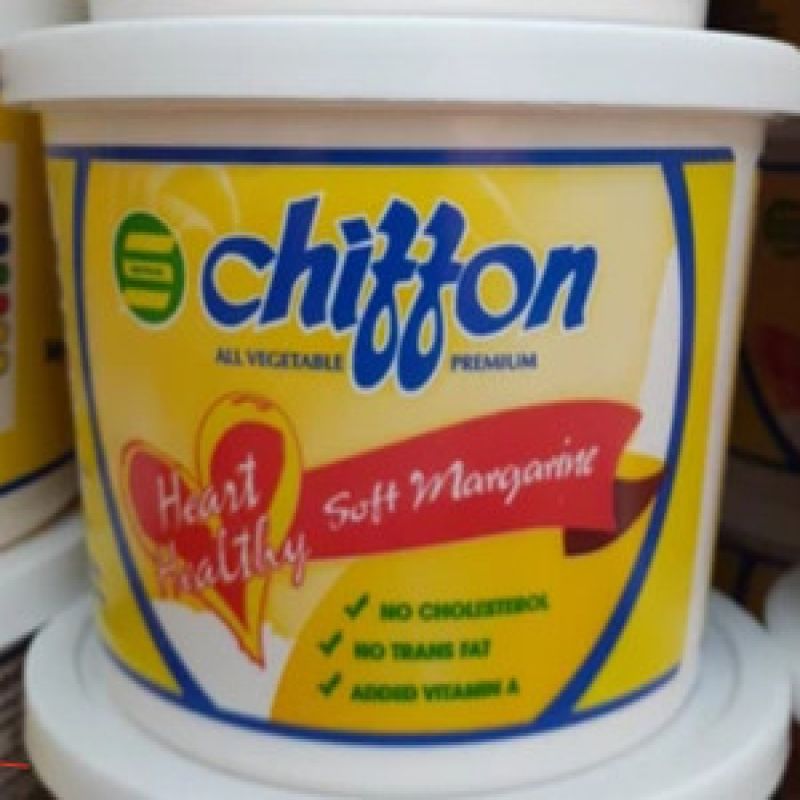 chiffon
ALL VEGETABLE PREMIUM
Heart
Healthy
Soft Margarine
NO CHOLESTEROL
NO TRANS FAT
ADDED VITAMIN A